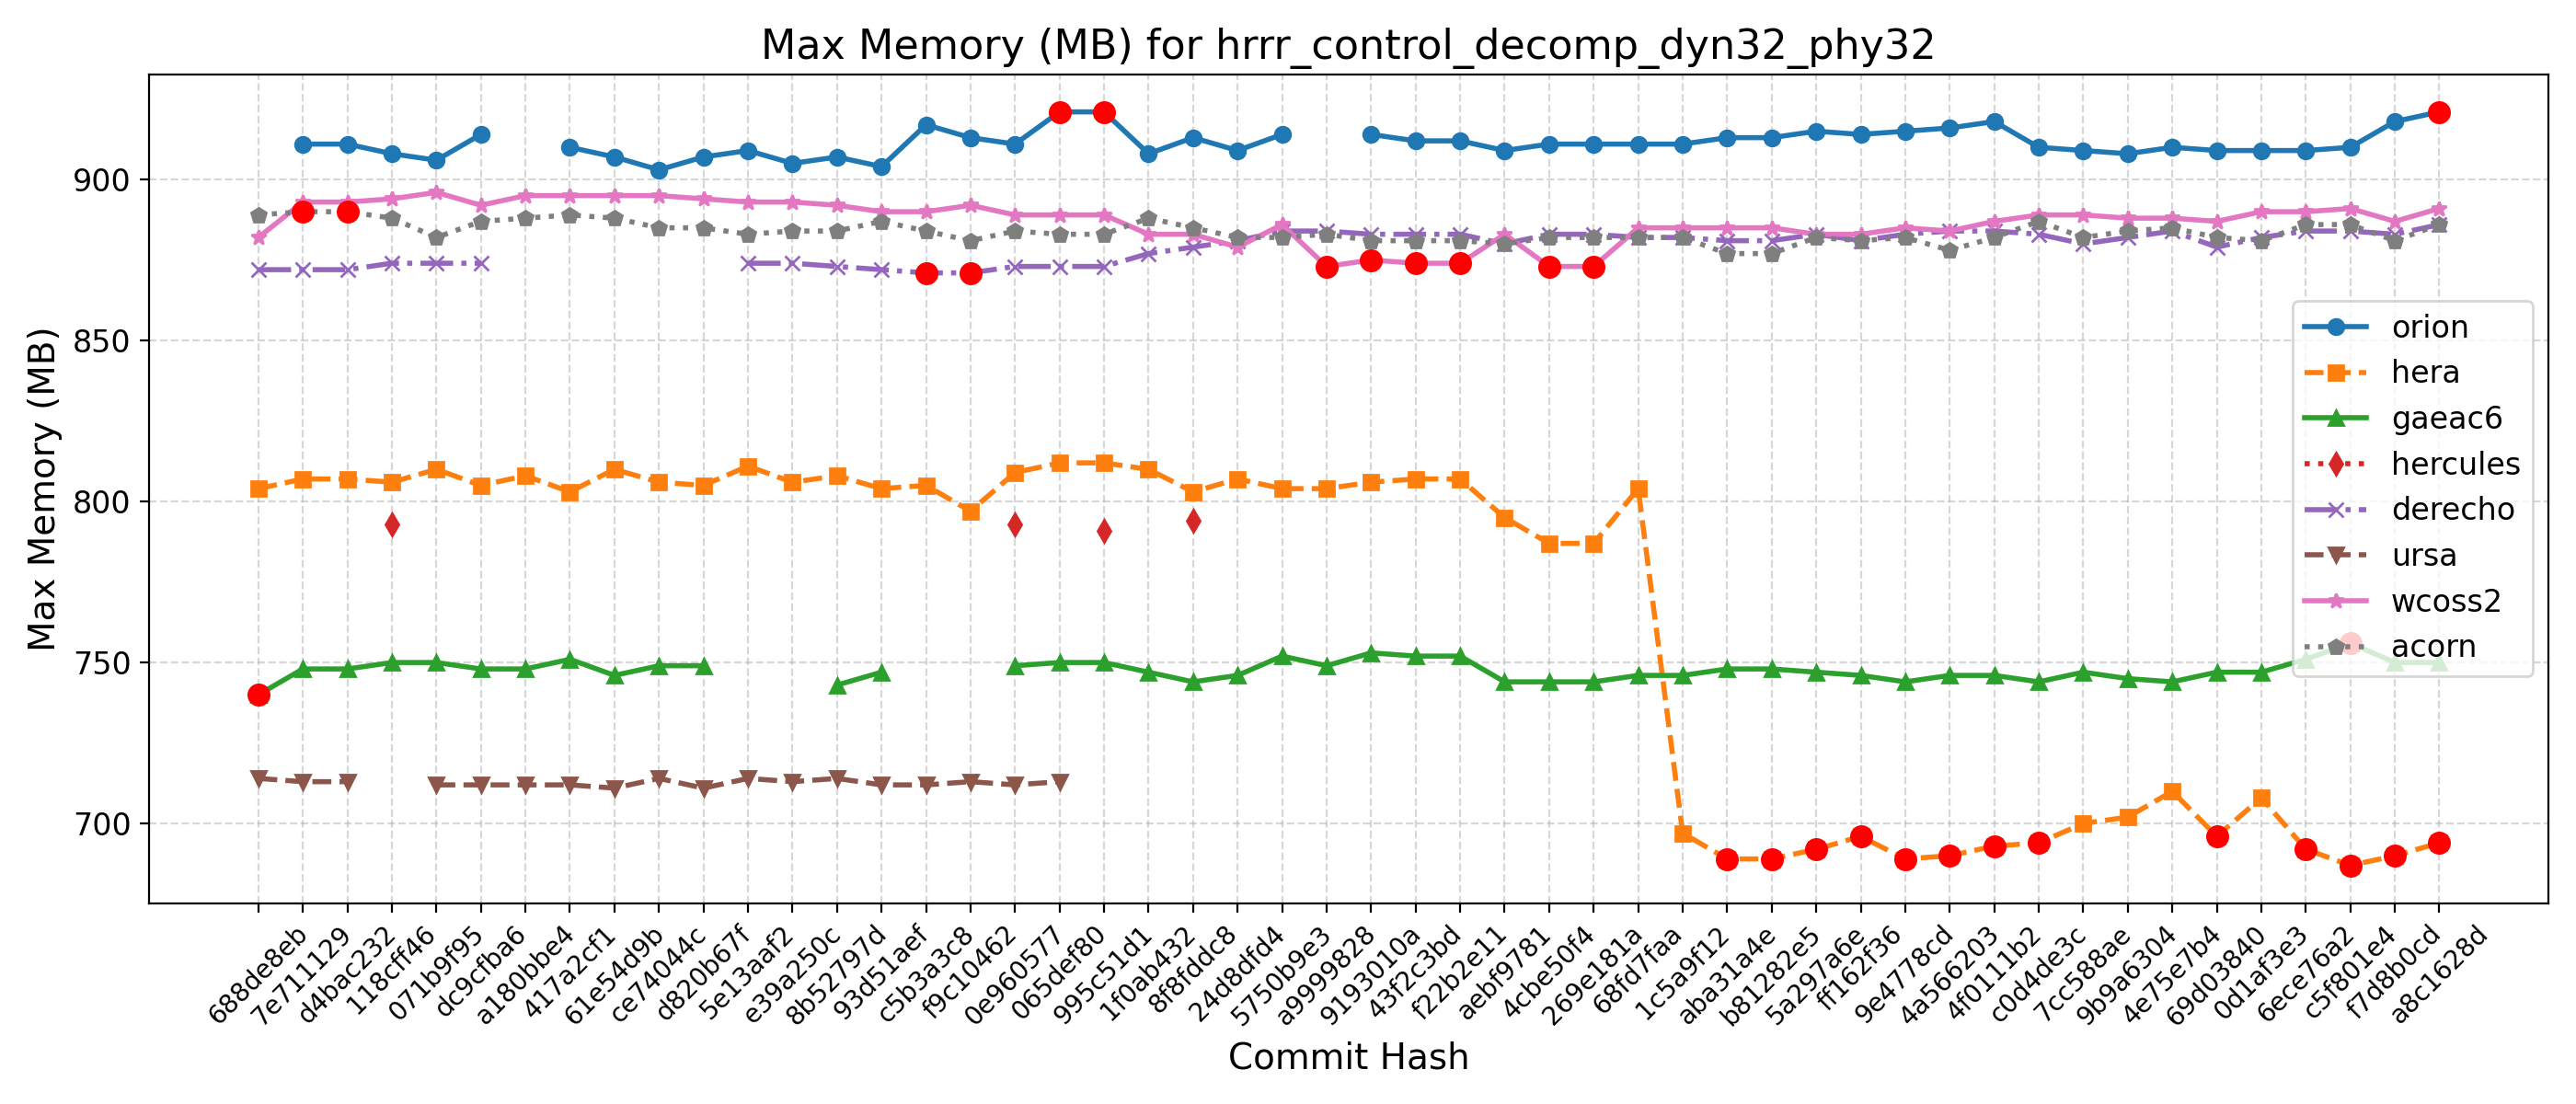 Max Memory (MB) for hrrr_control_decomp_dyn32_phy32
Max Memory (MB)
900
850
800
750
700
orion
hera
gaeac6
hercules
derecho
ursa
wcoss2
acorn
688de8eb
7e711129
d4bac232
118cff46
071b9f95
dc9cfba6
a180bbe4
417a2cf1
61e54d9b
ce74044c
d820b67f
5e13aaf2
e39a250c
8b52797d
93d51aef
c5b3a3c8
f9c10462
0e960577
065def80
995c51d1
1f0ab432
8f8fddc8
24d8dfd4
5750b9e3
a9999828
9193010a
43f2c3bd
f22b2e11
aebf9781
4cbe50f4
269e181a
68fd7faa
1c5a9f12
aba31a4e
b81282e5
5a297a6e
ff162f36
9e4778cd
4a566203
4f0111b2
c0d4de3c
7cc588ae
9b9a6304
4e75e7b4
69d03840
0d1af3e3
6ece76a2
c5f801e4
f7d8b0cd
a8c1628d
Commit Hash